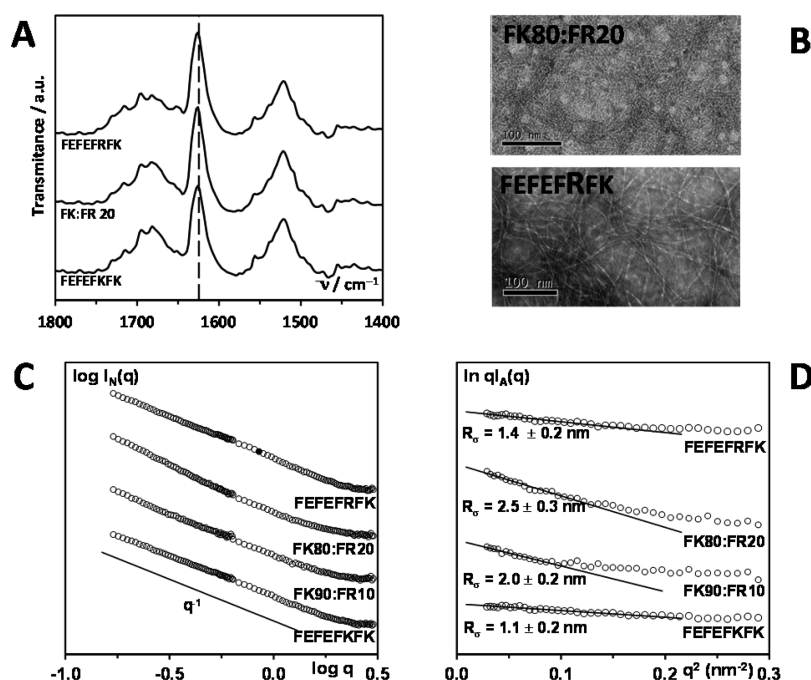 A
Transmitance / a.u.
FEFEFRFK
FK:FR 20
FEFEFKFK
‾ν / cm⁻¹
1800 1700 1600 1500 1400
B
FK80:FR20
100 nm
FEFEFRFK
100 nm
C
log I_N(q)
FEFEFRFK
FK80:FR20
FK90:FR10
FEFEFKFK
q⁻¹
log q
-1.0 -0.5 0.0 0.5
D
ln qI_A(q)
R_σ = 1.4 ± 0.2 nm
FEFEFRFK
R_σ = 2.5 ± 0.3 nm
FK80:FR20
R_σ = 2.0 ± 0.2 nm
FK90:FR10
R_σ = 1.1 ± 0.2 nm
FEFEFKFK
q² (nm⁻²)
0.0 0.1 0.2 0.3